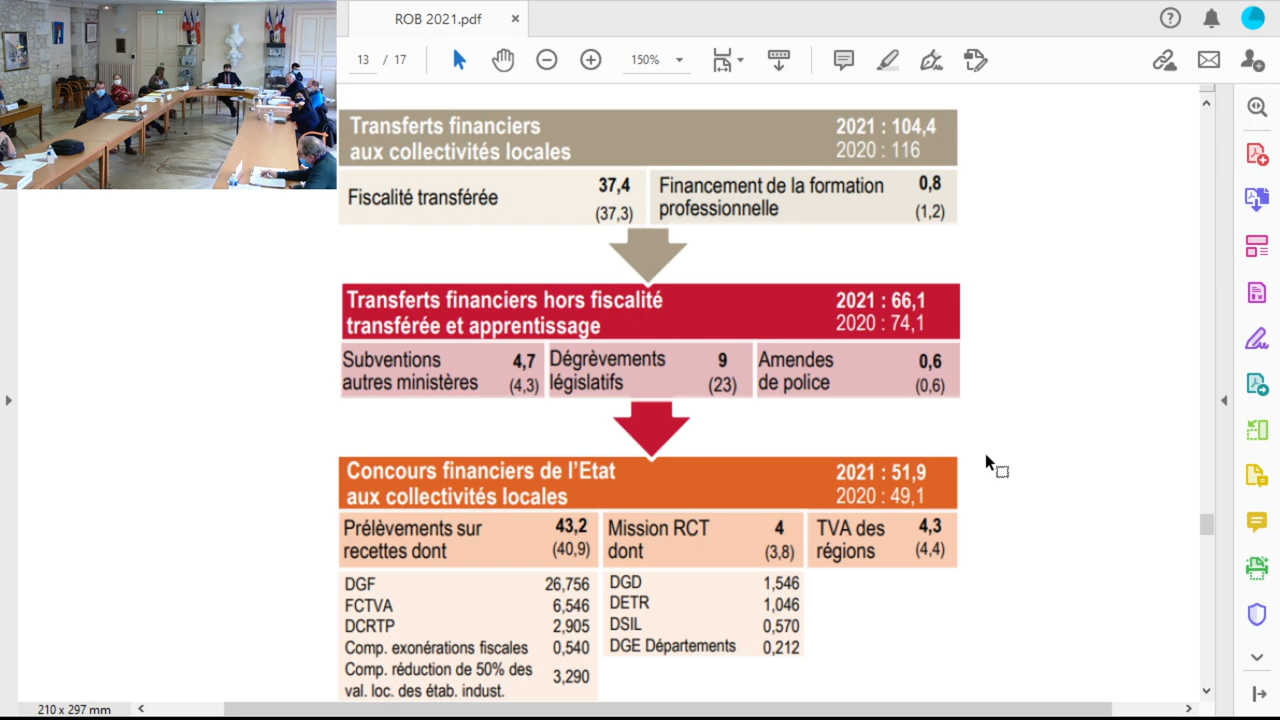 ROB 2021.pdf ×
13 / 17
150%
Transferts financiers
aux collectivités locales
2021 : 104,4
2020 : 116
Fiscalité transférée
37,4
(37,3)
Financement de la formation
professionnelle
0,8
(1,2)
Transferts financiers hors fiscalité
transférée et apprentissage
2021 : 66,1
2020 : 74,1
Subventions
autres ministères
4,7
(4,3)
Dégrèvements
législatifs
9
(23)
Amendes
de police
0,6
(0,6)
Concours financiers de l'Etat
aux collectivités locales
2021 : 51,9
2020 : 49,1
Prélèvements sur
recettes dont
43,2
(40,9)
Mission RCT
dont
4
(3,8)
TVA des
régions
4,3
(4,4)
DGF 26,756
FCTVA 6,546
DCRTP 2,905
Comp. exonérations fiscales 0,540
Comp. réduction de 50% des
val. loc. des étab. indust.
3,290
DGD 1,546
DETR 1,046
DSIL 0,570
DGE Départements 0,212
210 x 297 mm